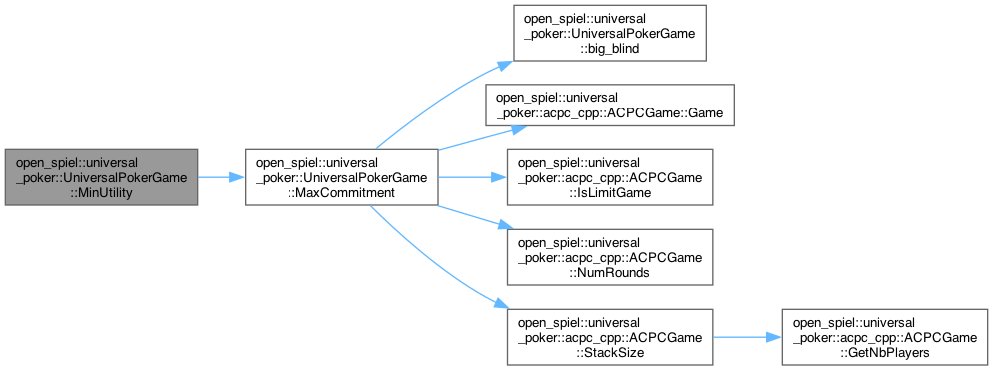 open_spiel::universal
_poker::UniversalPokerGame
::MinUtility
open_spiel::universal
_poker::UniversalPokerGame
::MaxCommitment
open_spiel::universal
_poker::UniversalPokerGame
::big_blind
open_spiel::universal
_poker::acpc_cpp::ACPCGame::Game
open_spiel::universal
_poker::acpc_cpp::ACPCGame
::IsLimitGame
open_spiel::universal
_poker::acpc_cpp::ACPCGame
::NumRounds
open_spiel::universal
_poker::acpc_cpp::ACPCGame
::StackSize
open_spiel::universal
_poker::acpc_cpp::ACPCGame
::GetNbPlayers